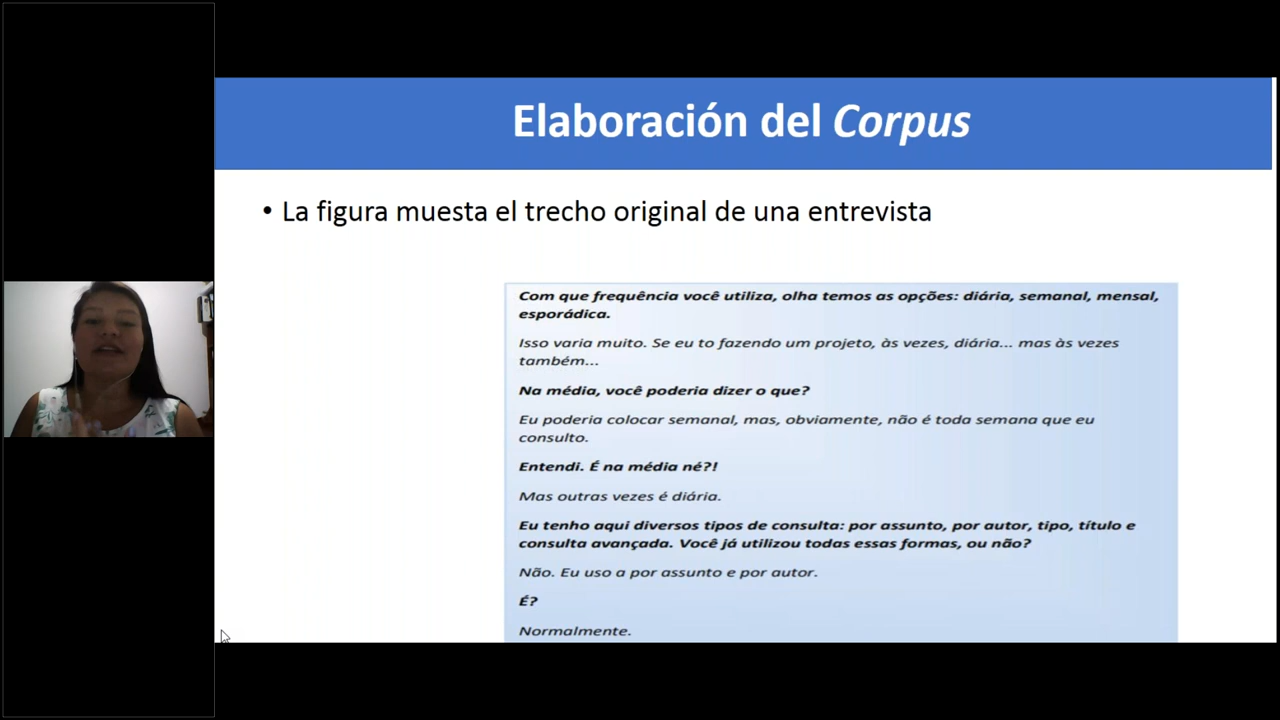 Elaboración del Corpus
• La figura muesta el trecho original de una entrevista
Com que frequência você utiliza, olha temos as opções: diária, semanal, mensal,
esporádica.
Isso varia muito. Se eu to fazendo um projeto, às vezes, diária... mas às vezes
também...
Na média, você poderia dizer o que?
Eu poderia colocar semanal, mas, obviamente, não é toda semana que eu
consulto.
Entendi. É na média né?!
Mas outras vezes é diária.
Eu tenho aqui diversos tipos de consulta: por assunto, por autor, tipo, título e
consulta avançada. Você já utilizou todas essas formas, ou não?
Não. Eu uso a por assunto e por autor.
É?
Normalmente.